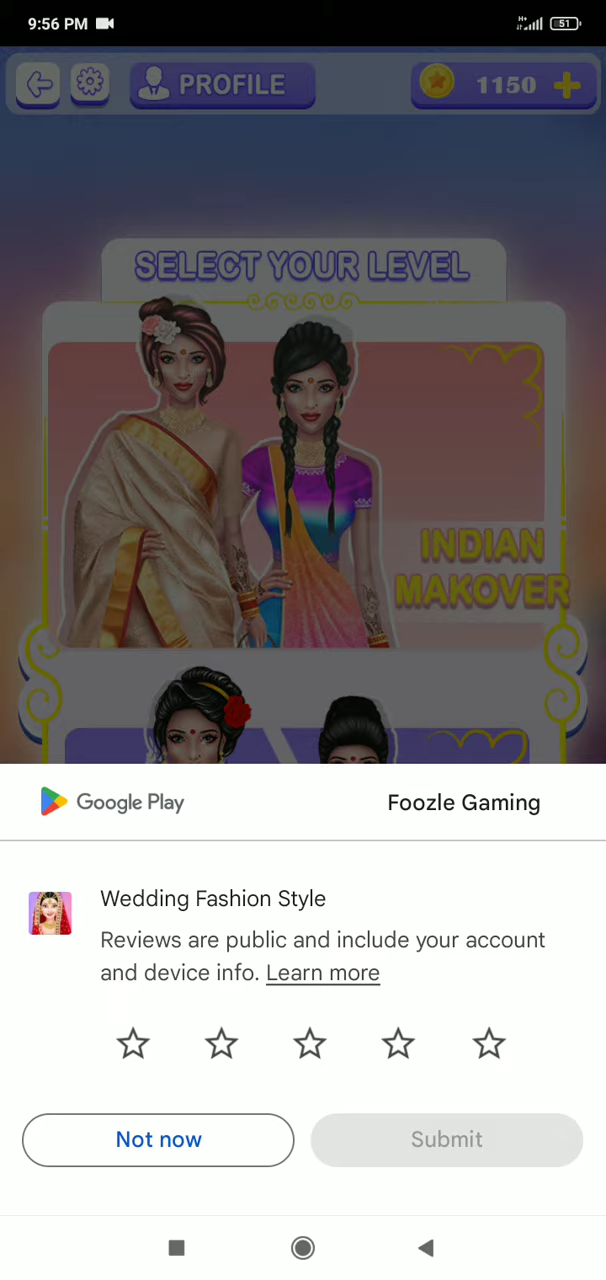 9:56 PM
H+
51
PROFILE
1150
SELECT YOUR LEVEL
INDIAN
MAKOVER
Google Play
Foozle Gaming
Wedding Fashion Style
Reviews are public and include your account
and device info. Learn more
Not now
Submit